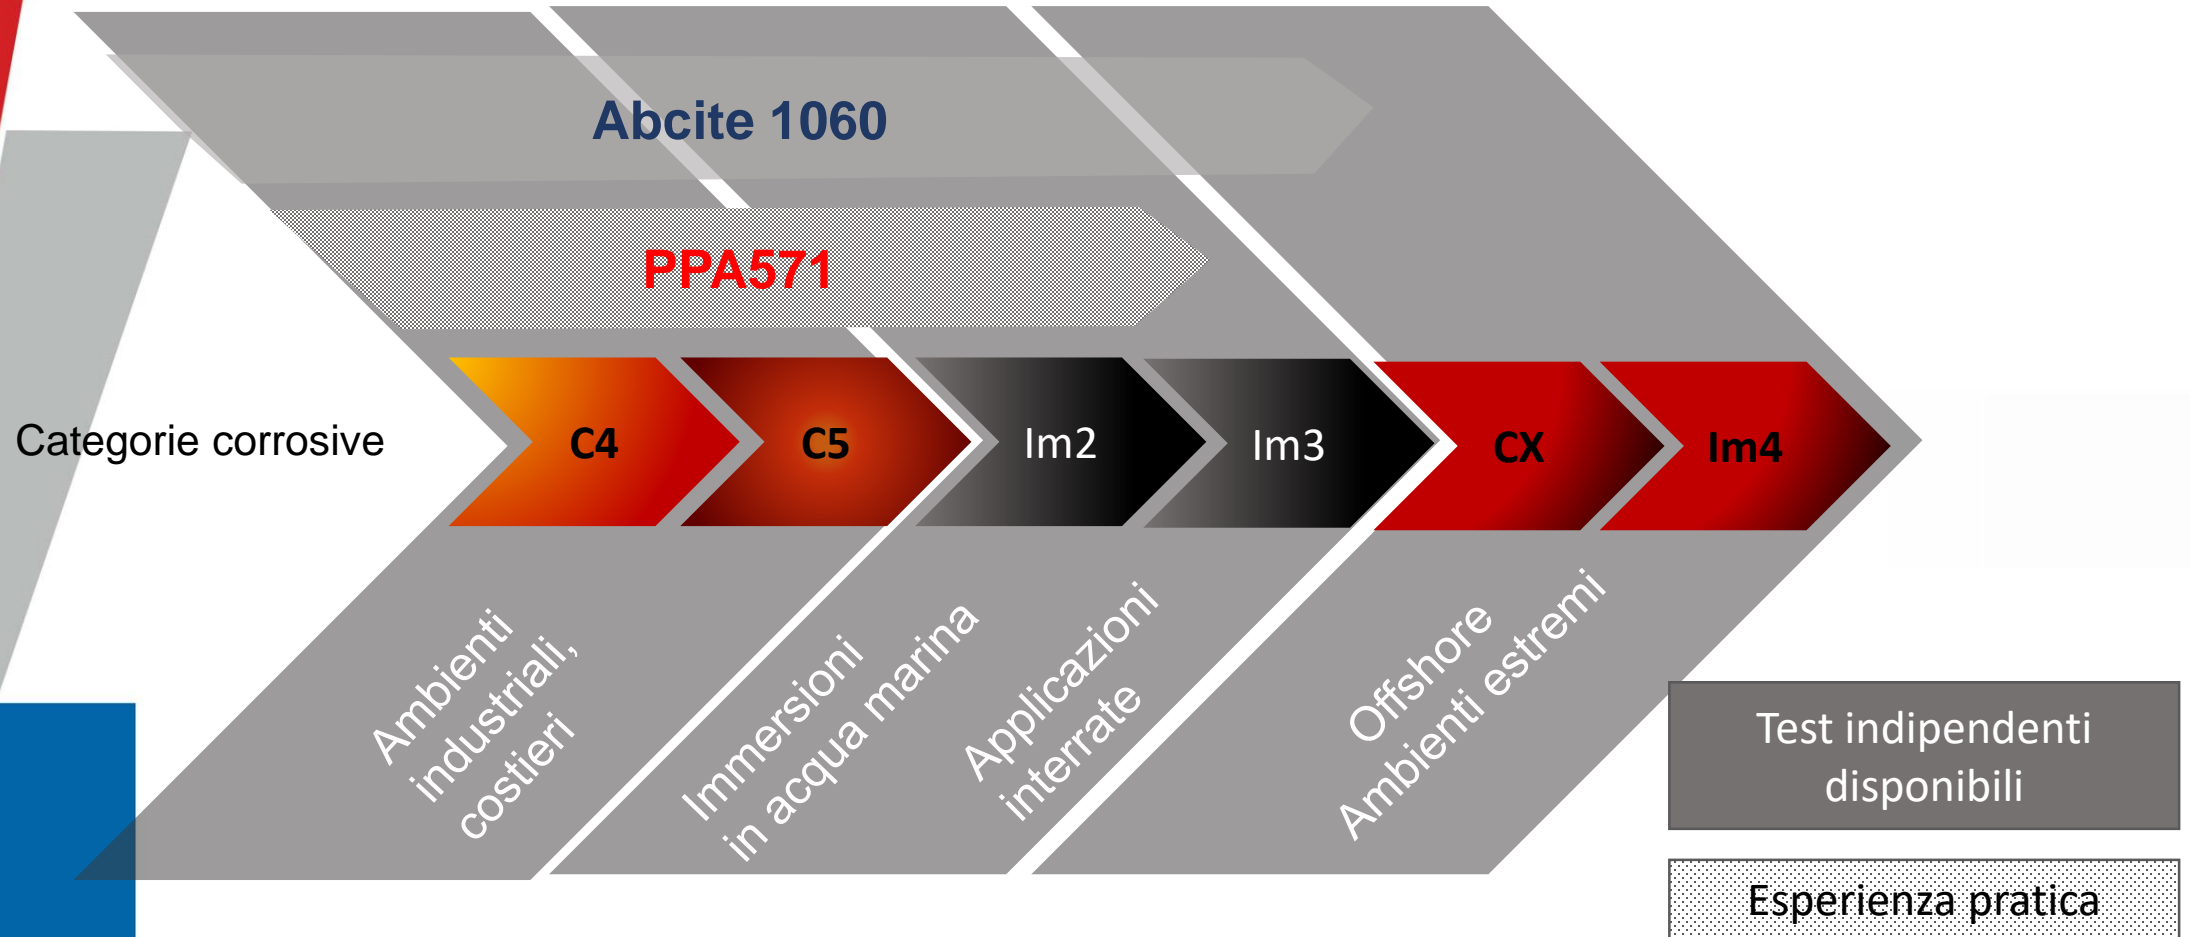 Abcite 1060
PPA571
Categorie corrosive
C4
C5
Im2
Im3
CX
Im4
Ambienti
industriali,
costieri
Immersioni
in acqua marina
Applicazioni
interrate
Offshore
Ambienti estremi
Test indipendenti
disponibili
Esperienza pratica